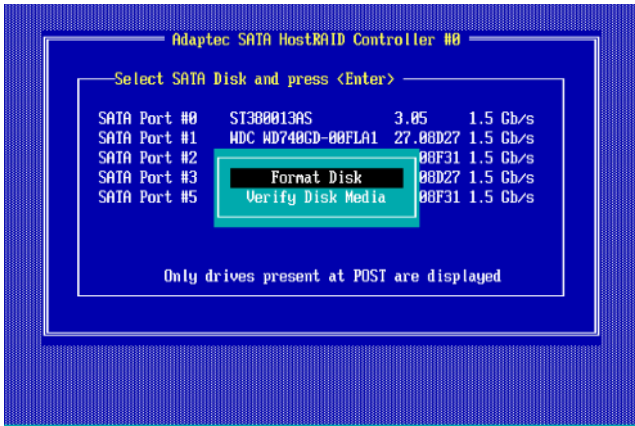 Adaptec SATA HostRAID Controller #0
Select SATA Disk and press <Enter>
SATA Port #0 ST380013AS 3.05 1.5 Gb/s
SATA Port #1 WDC WD740GD-00FLA1 27.08D27 1.5 Gb/s
SATA Port #2 08F31 1.5 Gb/s
SATA Port #3 Format Disk 08D27 1.5 Gb/s
SATA Port #5 Verify Disk Media 08F31 1.5 Gb/s
Only drives present at POST are displayed